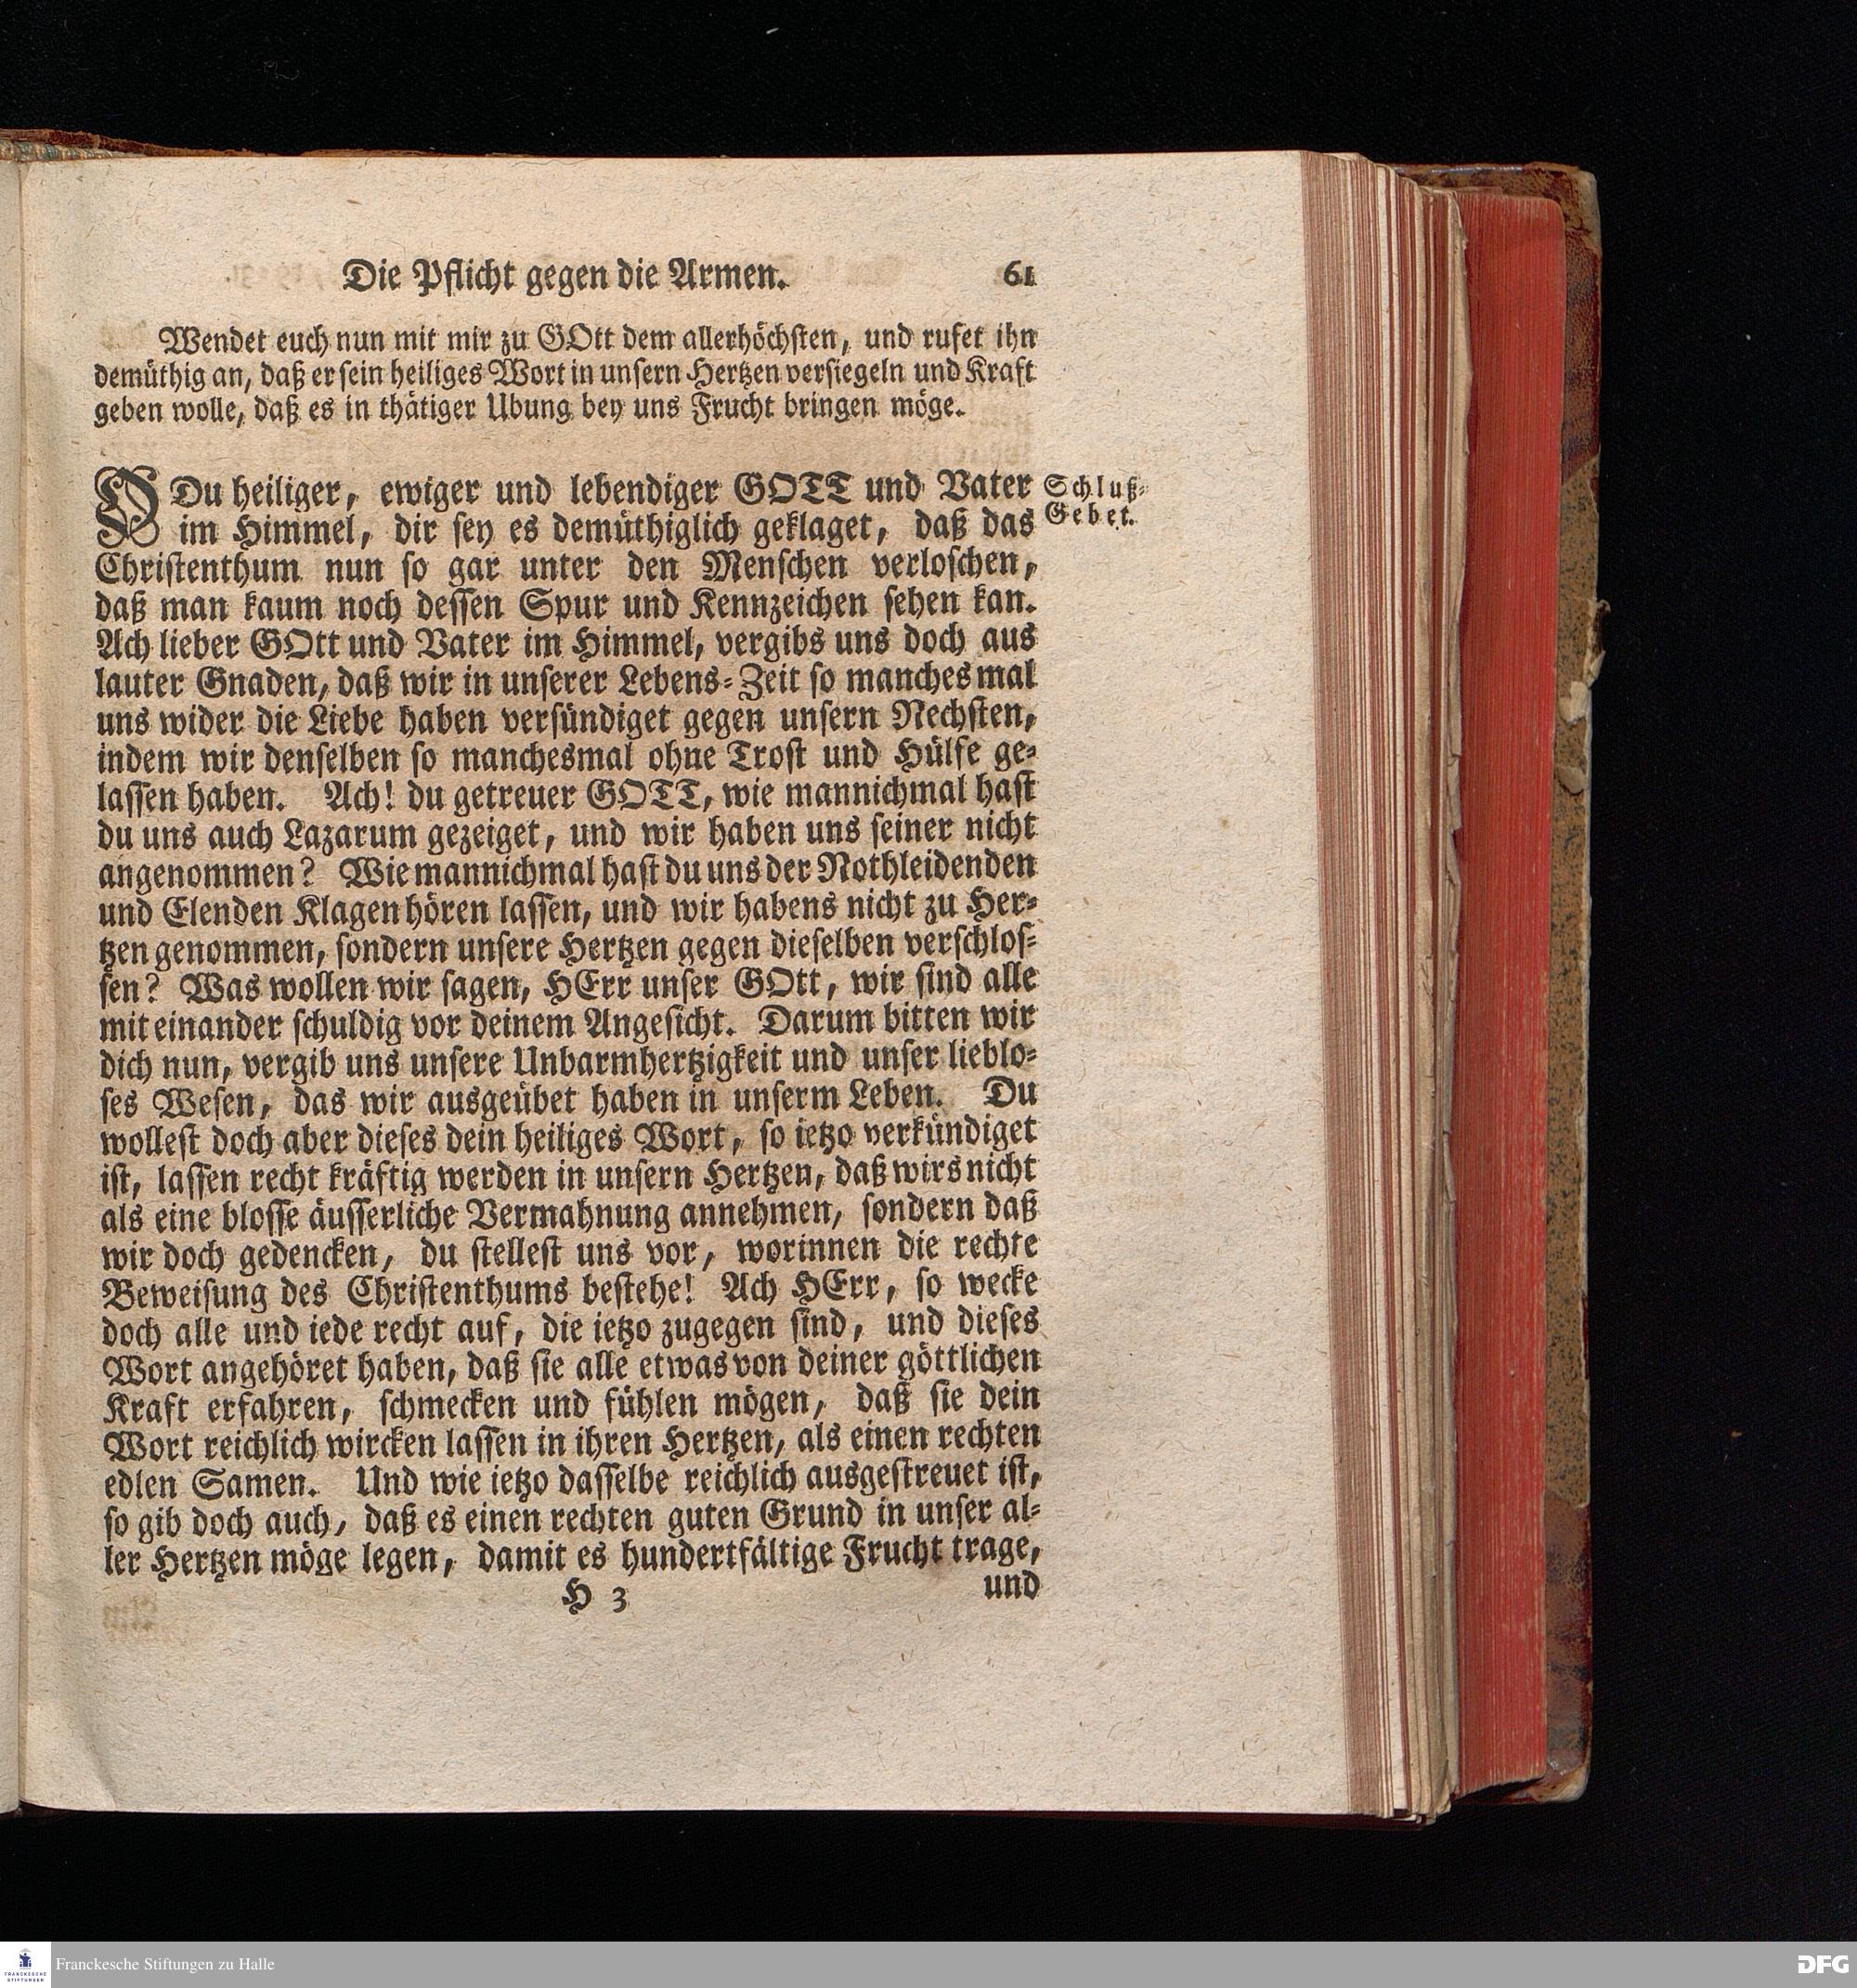 Die Pflicht gegen die Armen. 61
Wendet euch nun mit mir zu GOtt dem allerhöchsten, und rufet ihn
demüthig an, daß er sein heiliges Wort in unsern Hertzen versiegeln und Kraft
geben wolle, daß es in thätiger Ubung bey uns Frucht bringen möge.
O Du heiliger, ewiger und lebendiger GOTT und Vater
im Himmel, dir sey es demüthiglich geklaget, daß das
Schluß-
Gebet.
Christenthum nun so gar unter den Menschen verloschen,
daß man kaum noch dessen Spur und Kennzeichen sehen kan.
Ach lieber GOtt und Vater im Himmel, vergibs uns doch aus
lauter Gnaden, daß wir in unserer Lebens-Zeit so manches mal
uns wider die Liebe haben versündiget gegen unsern Nechsten,
indem wir denselben so manchesmal ohne Trost und Hülfe ge-
lassen haben. Ach! du getreuer GOTT, wie mannichmal hast
du uns auch Lazarum gezeiget, und wir haben uns seiner nicht
angenommen? Wie mannichmal hast du uns der Nothleidenden
und Elenden Klagen hören lassen, und wir habens nicht zu Her-
tzen genommen, sondern unsere Hertzen gegen dieselben verschlos-
sen? Was wollen wir sagen, HErr unser GOtt, wir sind alle
mit einander schuldig vor deinem Angesicht. Darum bitten wir
dich nun, vergib uns unsere Unbarmhertzigkeit und unser lieblo-
ses Wesen, das wir ausgeübet haben in unserm Leben. Du
wollest doch aber dieses dein heiliges Wort, so ietzo verkündiget
ist, lassen recht kräftig werden in unsern Hertzen, daß wirs nicht
als eine blosse äusserliche Vermahnung annehmen, sondern daß
wir doch gedencken, du stellest uns vor, worinnen die rechte
Beweisung des Christenthums bestehe! Ach HErr, so wecke
doch alle und iede recht auf, die ietzo zugegen sind, und dieses
Wort angehöret haben, daß sie alle etwas von deiner göttlichen
Kraft erfahren, schmecken und fühlen mögen, daß sie dein
Wort reichlich wircken lassen in ihren Hertzen, als einen rechten
edlen Samen. Und wie ietzo dasselbe reichlich ausgestreuet ist,
so gib doch auch, daß es einen rechten guten Grund in unser al-
ler Hertzen möge legen, damit es hundertfältige Frucht trage,
H 3 und
FRANCKESCHE
STIFTUNGEN
Franckesche Stiftungen zu Halle
DFG